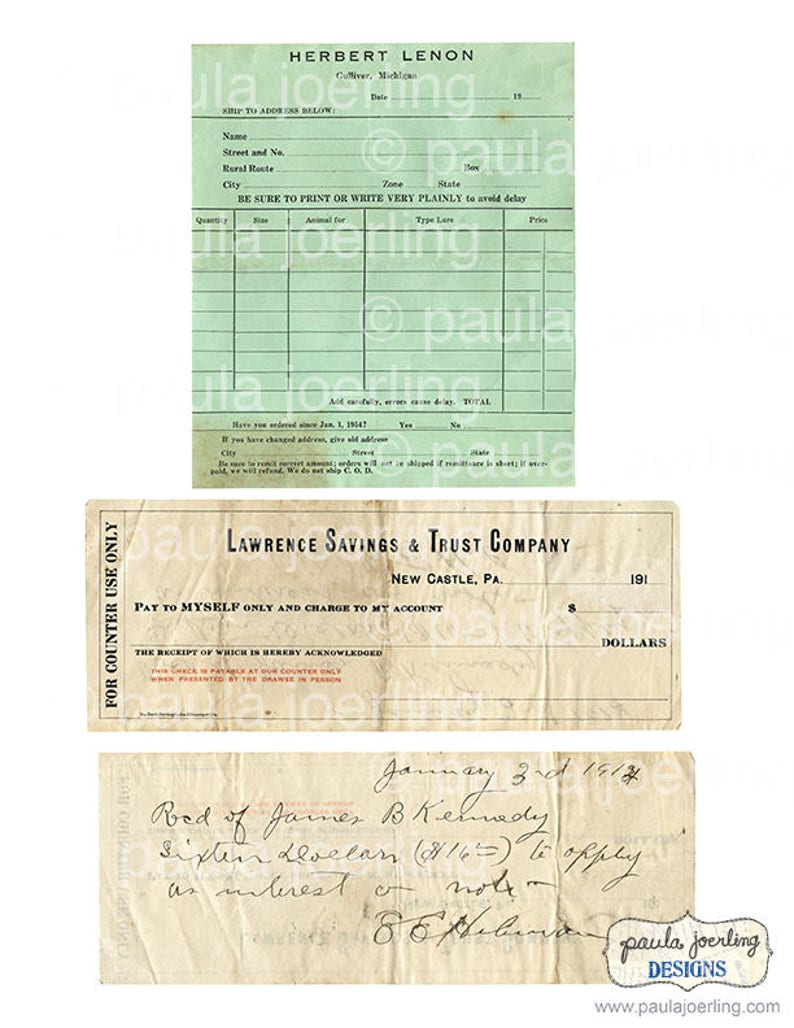 HERBERT LENON
Gulliver, Michigan
Date 19
SHIP TO ADDRESS BELOW:
Name
Street and No.
Rural Route Box
City Zone State
BE SURE TO PRINT OR WRITE VERY PLAINLY to avoid delay
Quantity Size Animal for Type Lure Price
Add carefully, errors cause delay. TOTAL
Have you ordered since Jan. 1, 1954? Yes No
If you have changed address, give old address
City Street State
Be sure to remit correct amount; orders will not be shipped if remittance is short; if over-
paid, we will refund. We do not ship C. O. D.
FOR COUNTER USE ONLY
LAWRENCE SAVINGS & TRUST COMPANY
NEW CASTLE, PA. 191
PAY TO MYSELF ONLY AND CHARGE TO MY ACCOUNT $
DOLLARS
THE RECEIPT OF WHICH IS HEREBY ACKNOWLEDGED
THIS CHECK IS PAYABLE AT OUR COUNTER ONLY
WHEN PRESENTED BY THE DRAWEE IN PERSON
January 3rd
Recd of James B Kennedy
Sixten Dollars ($16=) to apply
as interest on note
E E
paula joerling
DESIGNS
www.paulajoerling.com
© paula joerling